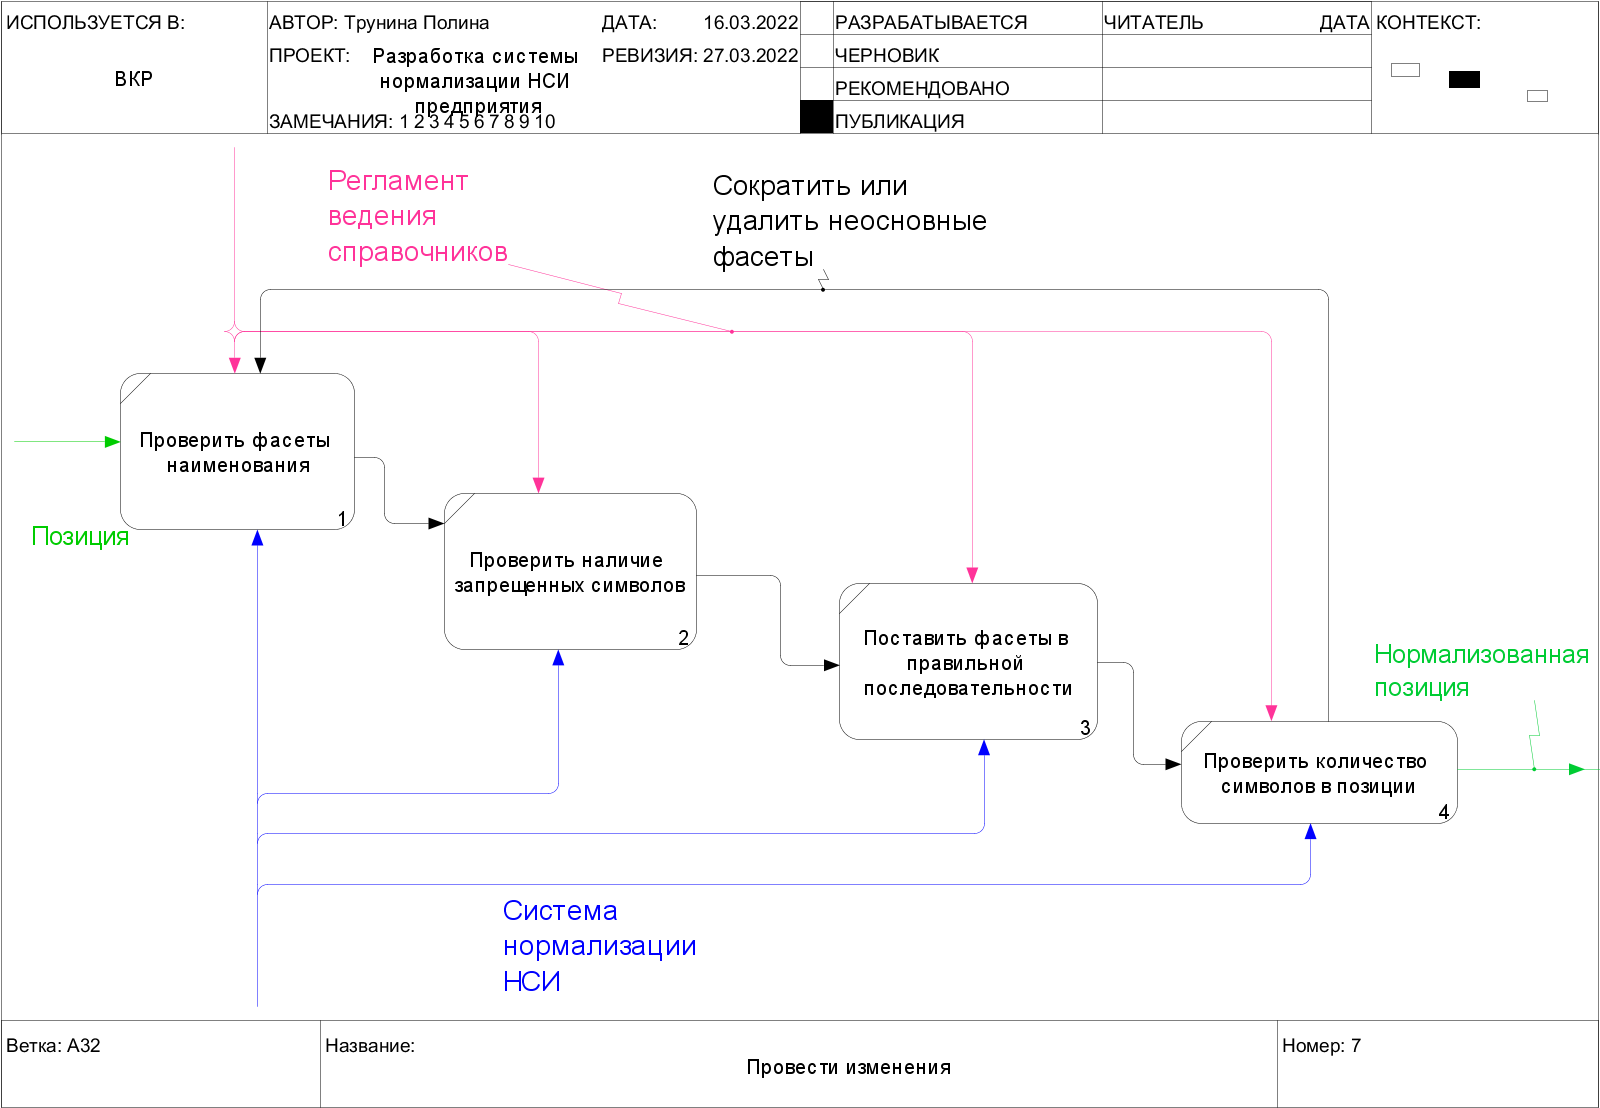 ИСПОЛЬЗУЕТСЯ В:
ВКР
АВТОР: Трунина Полина
ДАТА: 16.03.2022
ПРОЕКТ: Разработка системы
нормализации НСИ
предприятия
РЕВИЗИЯ: 27.03.2022
ЗАМЕЧАНИЯ: 1 2 3 4 5 6 7 8 9 10
РАЗРАБАТЫВАЕТСЯ
ЧЕРНОВИК
РЕКОМЕНДОВАНО
ПУБЛИКАЦИЯ
ЧИТАТЕЛЬ
ДАТА
КОНТЕКСТ:
Регламент
ведения
справочников
Сократить или
удалить неосновные
фасеты
Проверить фасеты
наименования
1
Позиция
Проверить наличие
запрещенных символов
2
Поставить фасеты в
правильной
последовательности
3
Нормализованная
позиция
Проверить количество
символов в позиции
4
Система
нормализации
НСИ
Ветка: A32
Название:
Провести изменения
Номер: 7